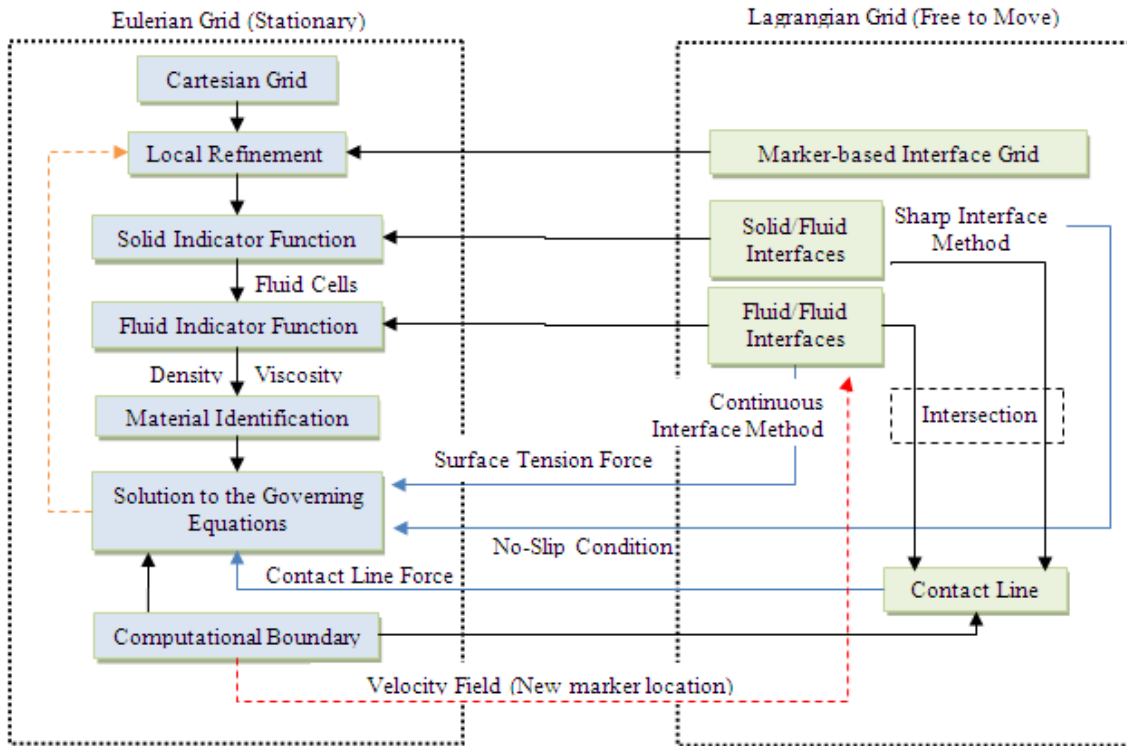 Eulerian Grid (Stationary)
Lagrangian Grid (Free to Move)
Cartesian Grid
Local Refinement
Marker-based Interface Grid
Solid Indicator Function
Solid/Fluid
Interfaces
Sharp Interface
Method
Fluid Cells
Fluid Indicator Function
Fluid/Fluid
Interfaces
Density
Viscosity
Material Identification
Continuous
Interface Method
Intersection
Surface Tension Force
Solution to the Governing
Equations
No-Slip Condition
Contact Line Force
Contact Line
Computational Boundary
Velocity Field (New marker location)